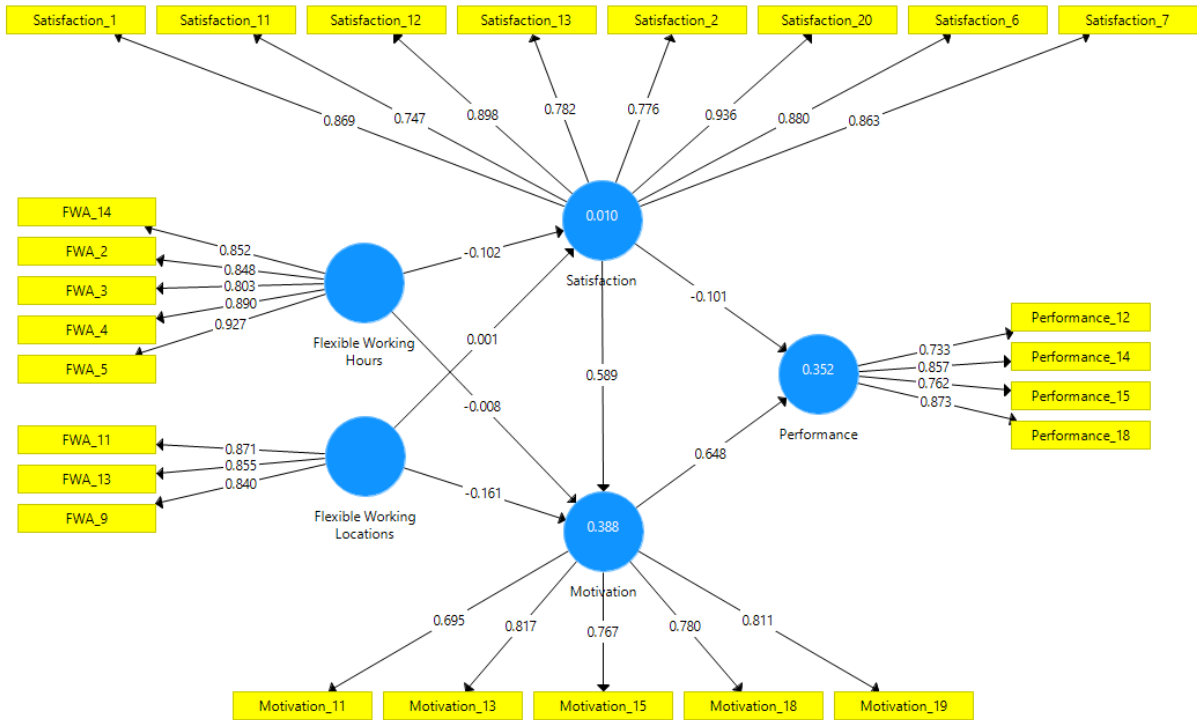 Satisfaction_1
Satisfaction_11
Satisfaction_12
Satisfaction_13
Satisfaction_2
Satisfaction_20
Satisfaction_6
Satisfaction_7
0.869
0.747
0.898
0.782
0.776
0.936
0.880
0.863
FWA_14
FWA_2
FWA_3
FWA_4
FWA_5
0.852
0.848
0.803
0.890
0.927
Flexible Working
Hours
-0.102
0.010
Satisfaction
0.001
-0.008
0.589
-0.101
FWA_11
FWA_13
FWA_9
0.871
0.855
0.840
Flexible Working
Locations
-0.161
0.388
Motivation
0.648
0.352
Performance
0.733
0.857
0.762
0.873
Performance_12
Performance_14
Performance_15
Performance_18
0.695
0.817
0.767
0.780
0.811
Motivation_11
Motivation_13
Motivation_15
Motivation_18
Motivation_19